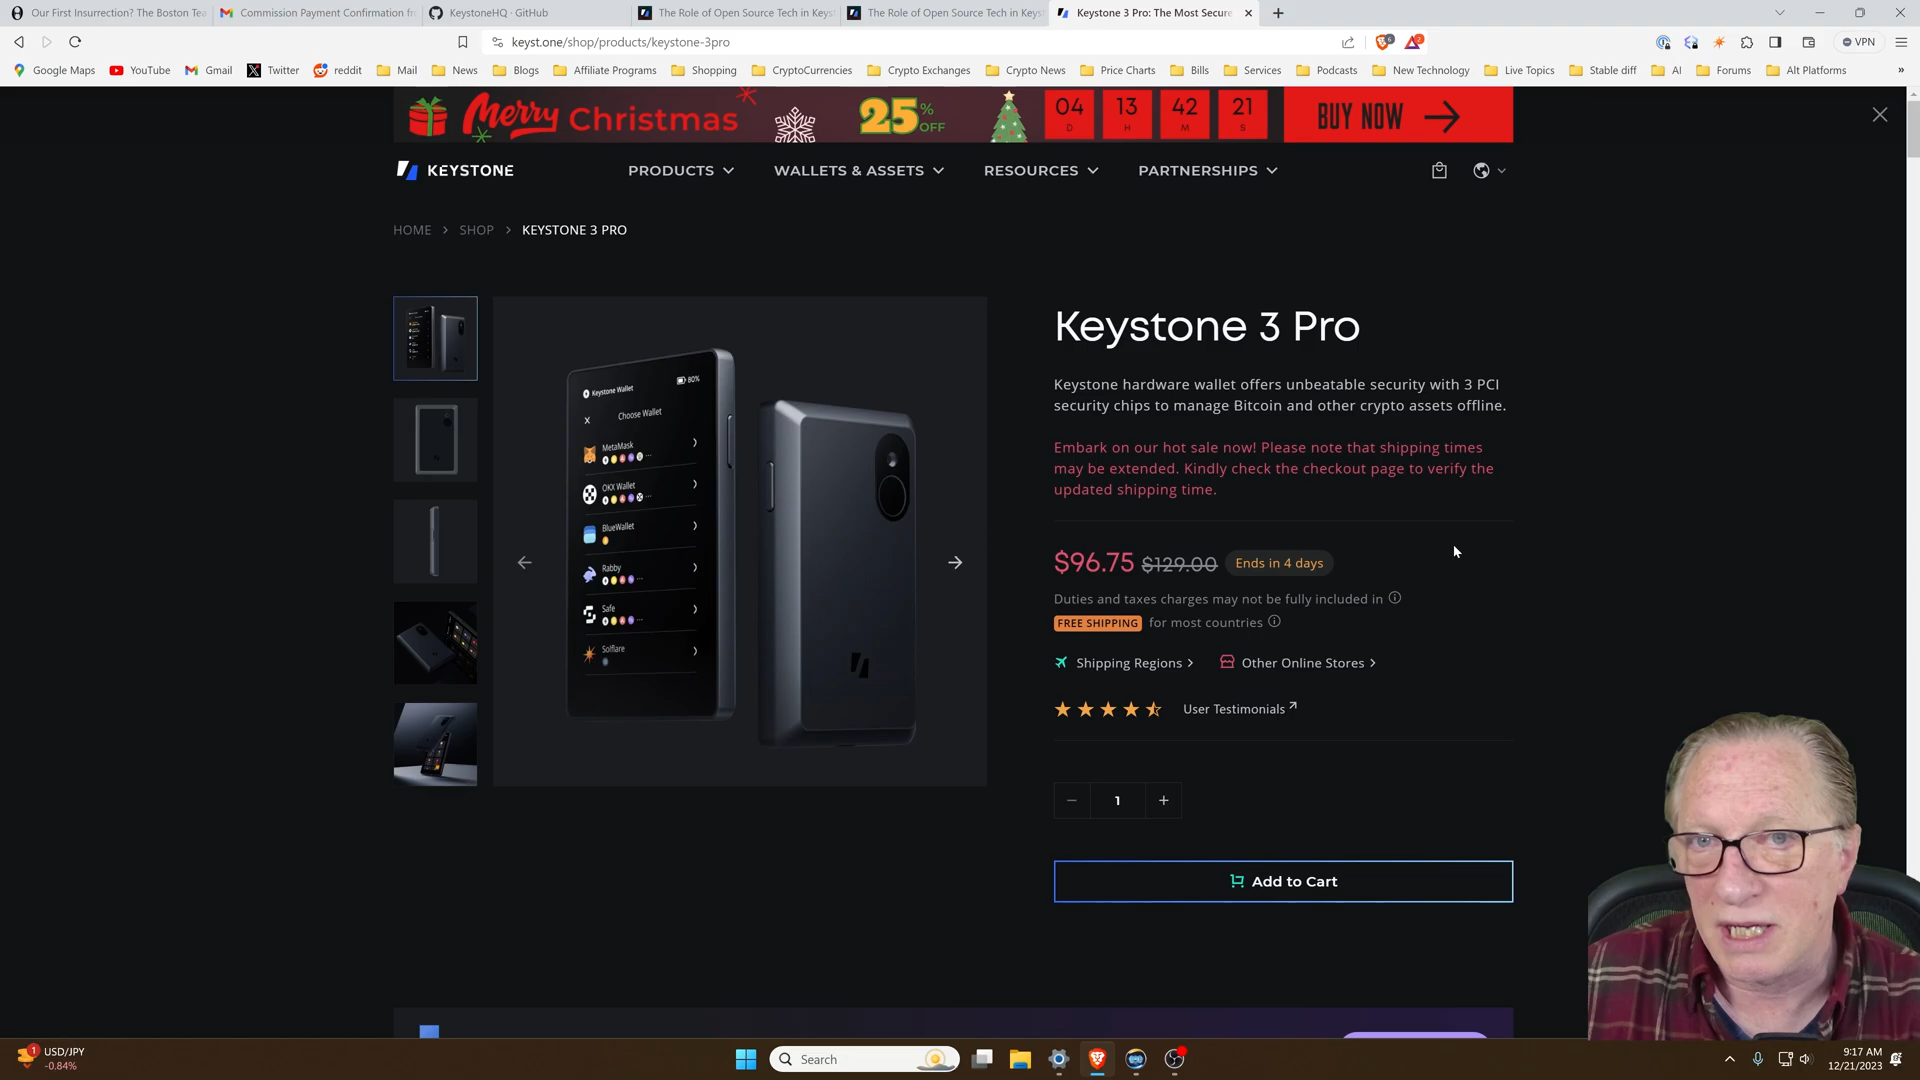 Our First Insurrection? The Boston Tea
Commission Payment Confirmation fr
KeystoneHQ · GitHub
The Role of Open Source Tech in Keys
The Role of Open Source Tech in Keys
Keystone 3 Pro: The Most Secure
keyst.one/shop/products/keystone-3pro
6
2
VPN
Google Maps
YouTube
Gmail
Twitter
reddit
Mail
News
Blogs
Affiliate Programs
Shopping
CryptoCurrencies
Crypto Exchanges
Crypto News
Price Charts
Bills
Services
Podcasts
New Technology
Live Topics
Stable diff
AI
Forums
Alt Platforms
»
Merry Christmas
25% OFF
04 D
13 H
42 M
21 S
BUY NOW
KEYSTONE
PRODUCTS
WALLETS & ASSETS
RESOURCES
PARTNERSHIPS
HOME > SHOP > KEYSTONE 3 PRO
Keystone Wallet
80%
X Choose Wallet
MetaMask
OKX Wallet
BlueWallet
Rabby
Safe
Solflare
Keystone 3 Pro
Keystone hardware wallet offers unbeatable security with 3 PCI
security chips to manage Bitcoin and other crypto assets offline.
Embark on our hot sale now! Please note that shipping times
may be extended. Kindly check the checkout page to verify the
updated shipping time.
$96.75 $129.00 Ends in 4 days
Duties and taxes charges may not be fully included in
FREE SHIPPING for most countries
Shipping Regions >
Other Online Stores >
User Testimonials
− 1 +
Add to Cart
1
USD/JPY
-0.84%
Search
9:17 AM
12/21/2023